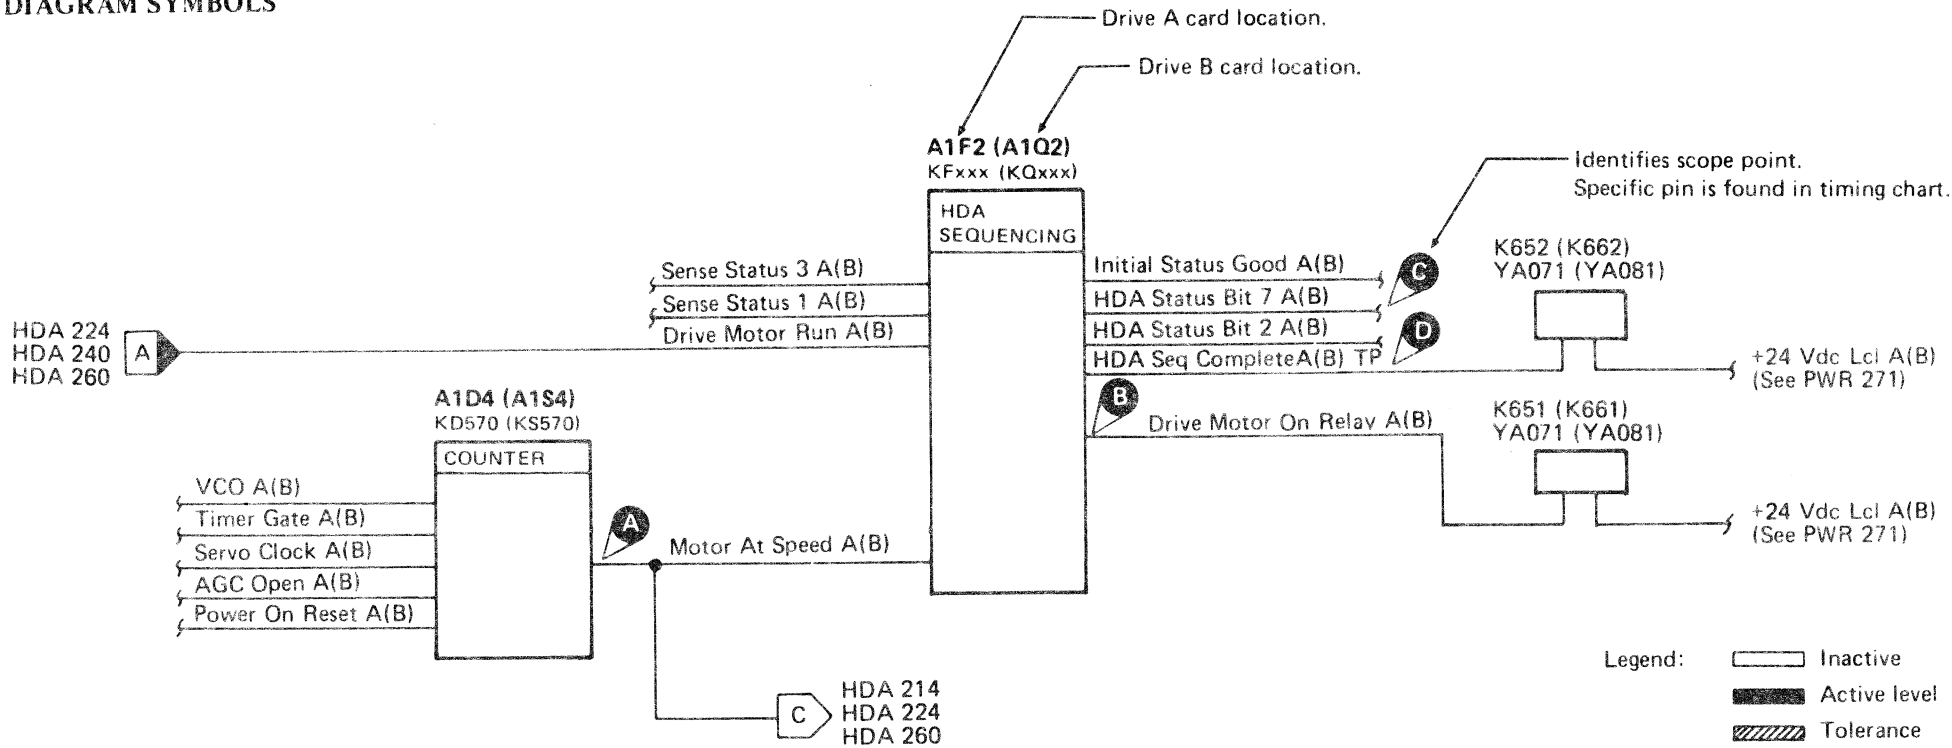 DIAGRAM SYMBOLS
Drive A card location.
Drive B card location.
A1F2 (A1Q2)
KFxxx (KQxxx)
Identifies scope point.
Specific pin is found in timing chart.
HDA
SEQUENCING
Sense Status 3 A(B)
Sense Status 1 A(B)
Drive Motor Run A(B)
HDA 224
HDA 240
HDA 260
A
Initial Status Good A(B)
HDA Status Bit 7 A(B)
HDA Status Bit 2 A(B)
HDA Seq Complete A(B) TP
C
D
K652 (K662)
YA071 (YA081)
+24 Vdc Lcl A(B)
(See PWR 271)
B
Drive Motor On Relay A(B)
K651 (K661)
YA071 (YA081)
+24 Vdc Lcl A(B)
(See PWR 271)
A1D4 (A1S4)
KD570 (KS570)
COUNTER
VCO A(B)
Timer Gate A(B)
Servo Clock A(B)
AGC Open A(B)
Power On Reset A(B)
A
Motor At Speed A(B)
C
HDA 214
HDA 224
HDA 260
Legend:
Inactive
Active level
Tolerance